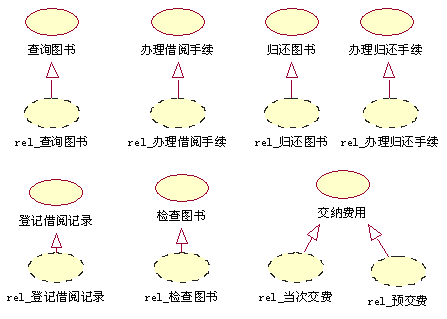 查询图书
办理借阅手续
归还图书
办理归还手续
rel_查询图书
rel_办理借阅手续
rel_归还图书
rel_办理归还手续
登记借阅记录
检查图书
交纳费用
rel_登记借阅记录
rel_检查图书
rel_当次交费
rel_预交费